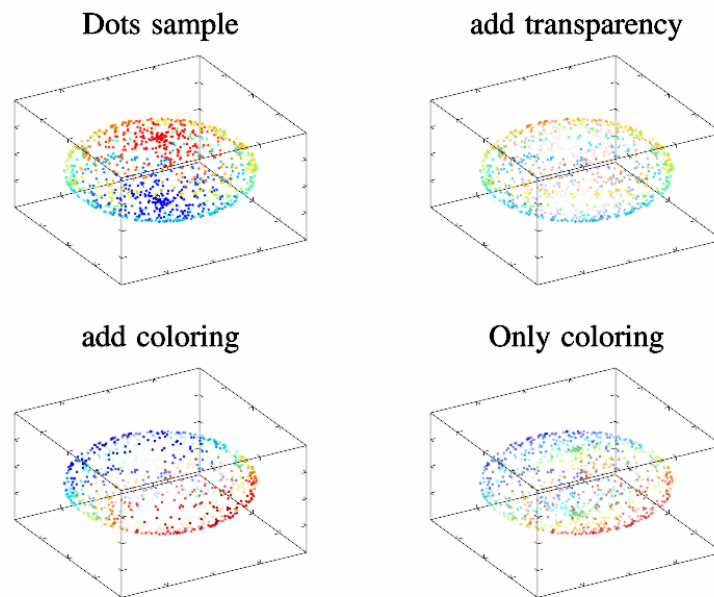 Dots sample
add transparency
add coloring
Only coloring